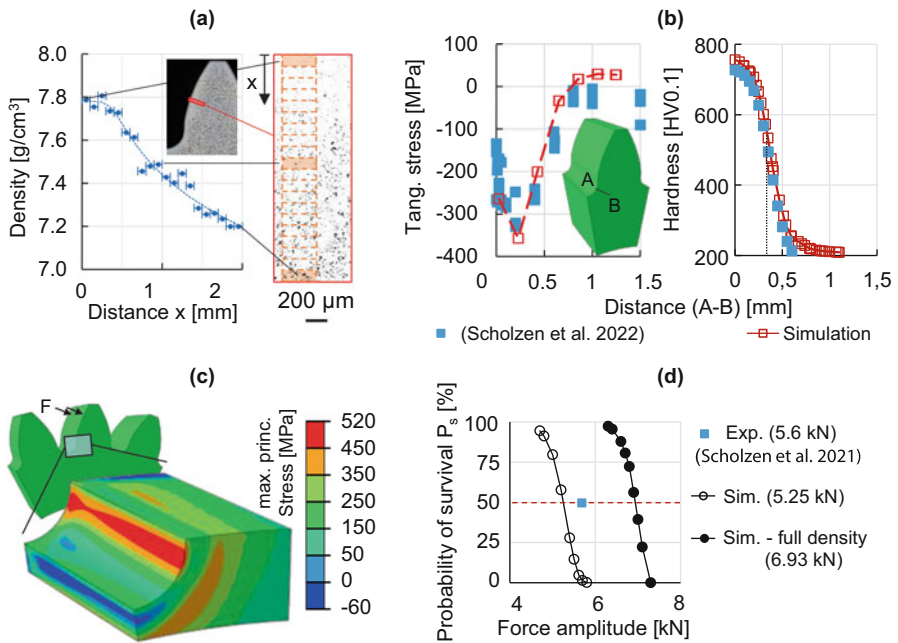 (a)
8.0
7.8
7.6
7.4
7.2
7.0
Density [g/cm³]
0 1 2
Distance x [mm]
x
200 µm
(b)
100
0
-100
-200
-300
-400
Tang. stress [MPa]
A
B
0 0.5 1.0 1.5
800
600
400
200
Hardness [HV0.1]
0 0.5 1 1,5
Distance (A-B) [mm]
(Scholzen et al. 2022)
Simulation
(c)
F
max. princ.
Stress [MPa]
520
450
350
250
150
50
0
-60
(d)
Probability of survival Pₛ [%]
100
75
50
25
0
4 6 8
Force amplitude [kN]
Exp. (5.6 kN)
(Scholzen et al. 2021)
Sim. (5.25 kN)
Sim. - full density
(6.93 kN)